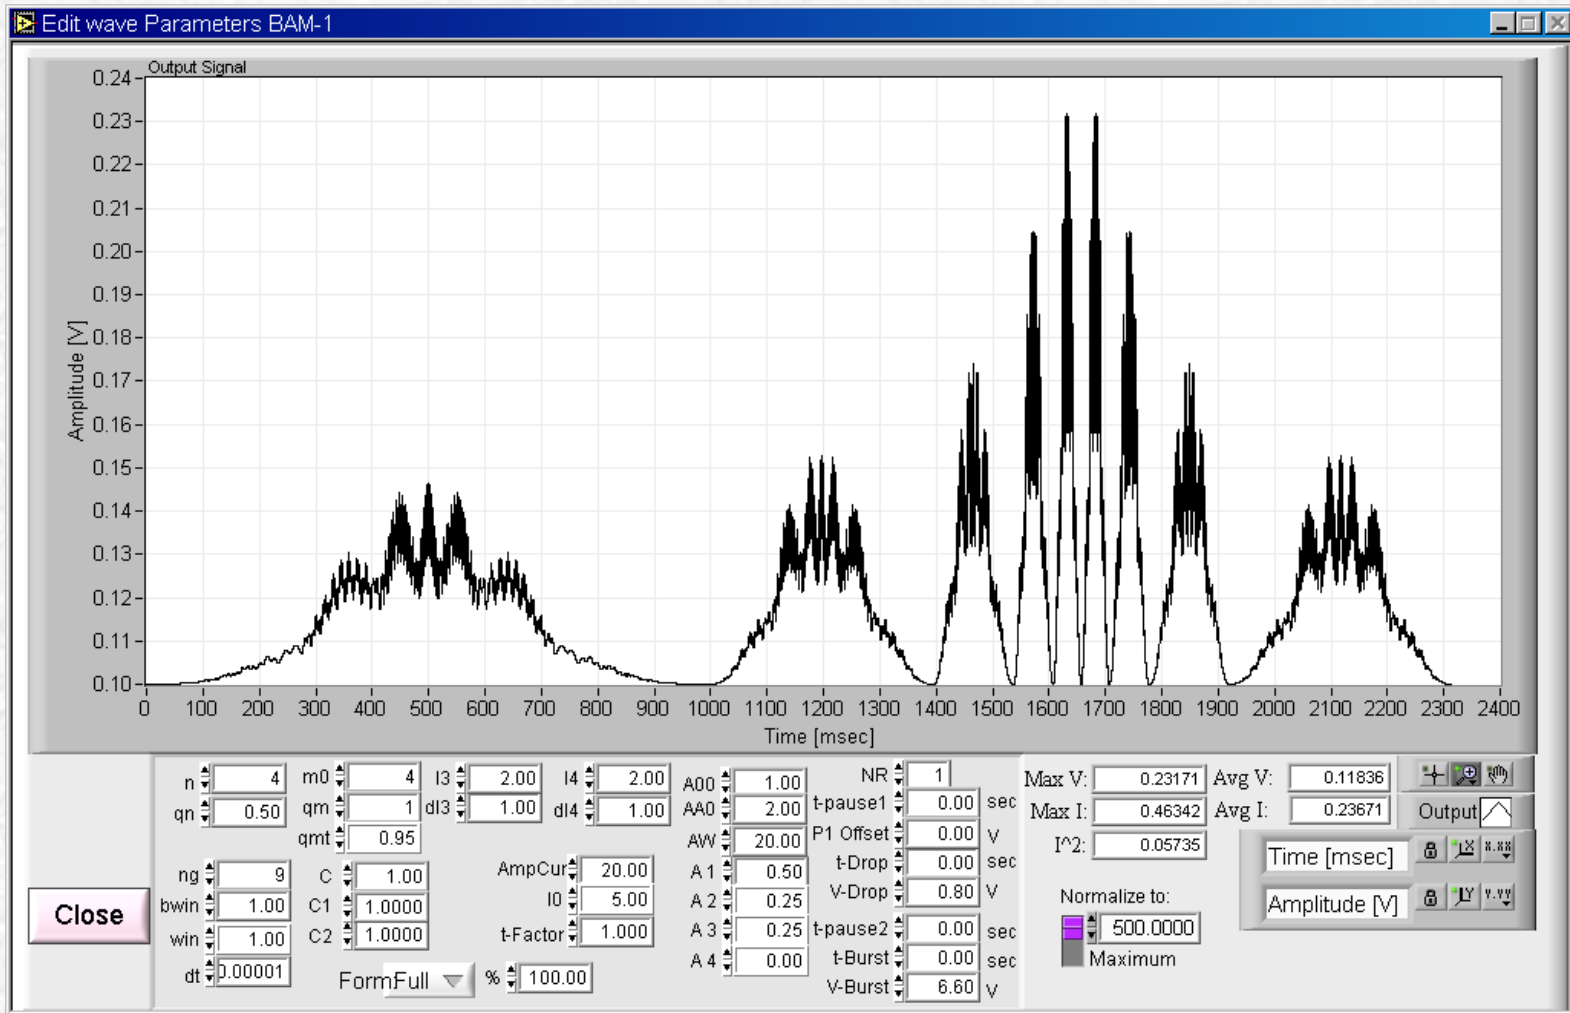 Edit wave Parameters BAM-1
Output Signal
0.24
0.23
0.22
0.21
0.20
0.19
0.18
0.17
0.16
0.15
0.14
0.13
0.12
0.11
0.10
Amplitude [V]
0 100 200 300 400 500 600 700 800 900 1000 1100 1200 1300 1400 1500 1600 1700 1800 1900 2000 2100 2200 2300 2400
Time [msec]
n 4
qn 0.50
m0 4
qm 1
qmt 0.95
I3 2.00
dI3 1.00
I4 2.00
dI4 1.00
ng 9
bwin 1.00
win 1.00
dt 0.00001
C 1.00
C1 1.0000
C2 1.0000
AmpCur 20.00
I0 5.00
t-Factor 1.000
Form Full
% 100.00
A00 1.00
AA0 2.00
AW 20.00
A 1 0.50
A 2 0.25
A 3 0.25
A 4 0.00
NR 1
t-pause1 0.00 sec
P1 Offset 0.00 V
t-Drop 0.00 sec
V-Drop 0.80 V
t-pause2 0.00 sec
t-Burst 0.00 sec
V-Burst 6.60 V
Max V: 0.23171 Avg V: 0.11836
Max I: 0.46342 Avg I: 0.23671
I^2: 0.05735
Normalize to:
500.0000
Maximum
Output
Time [msec] X X.XX
Amplitude [V] Y Y.YY
Close